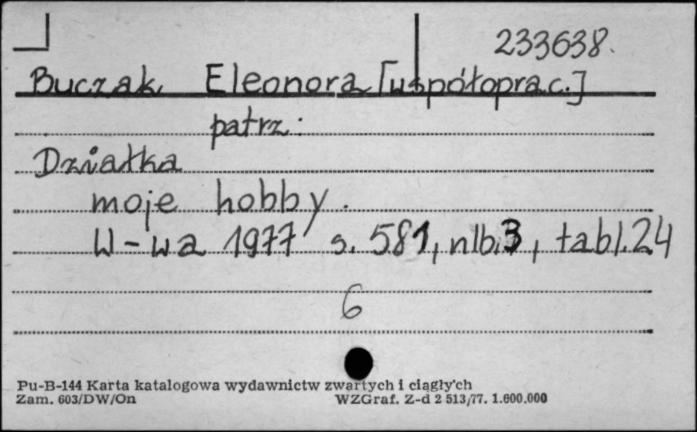 233638.
Buczak, Eleonora [współoprac.]
patrz:
Działka
moje hobby.
W-wa 1977 s. 581, nlb.3, tabl.24
6
Pu-B-144 Karta katalogowa wydawnictw zwartych i ciągłych
Zam. 603/DW/On WZGraf. Z-d 2 513/77. 1.600.000